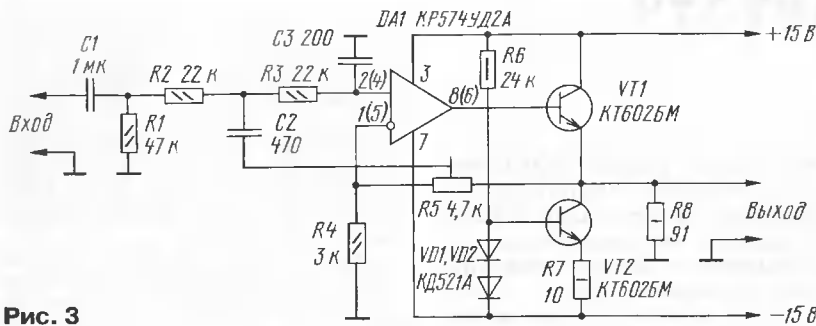 DA1 КР574УД2А
+15 В
C1
1 мк
R2 22 к
C3 200
R3 22 к
2(4)
3
8(6)
R6
24 к
VT1
КТ602БМ
Вход
R1
47 к
C2
470
1(5)
7
R5 4,7 к
R4
3 к
VD1, VD2
КД521А
R7
10
VT2
КТ602БМ
R8
91
Выход
−15 В
Рис. 3